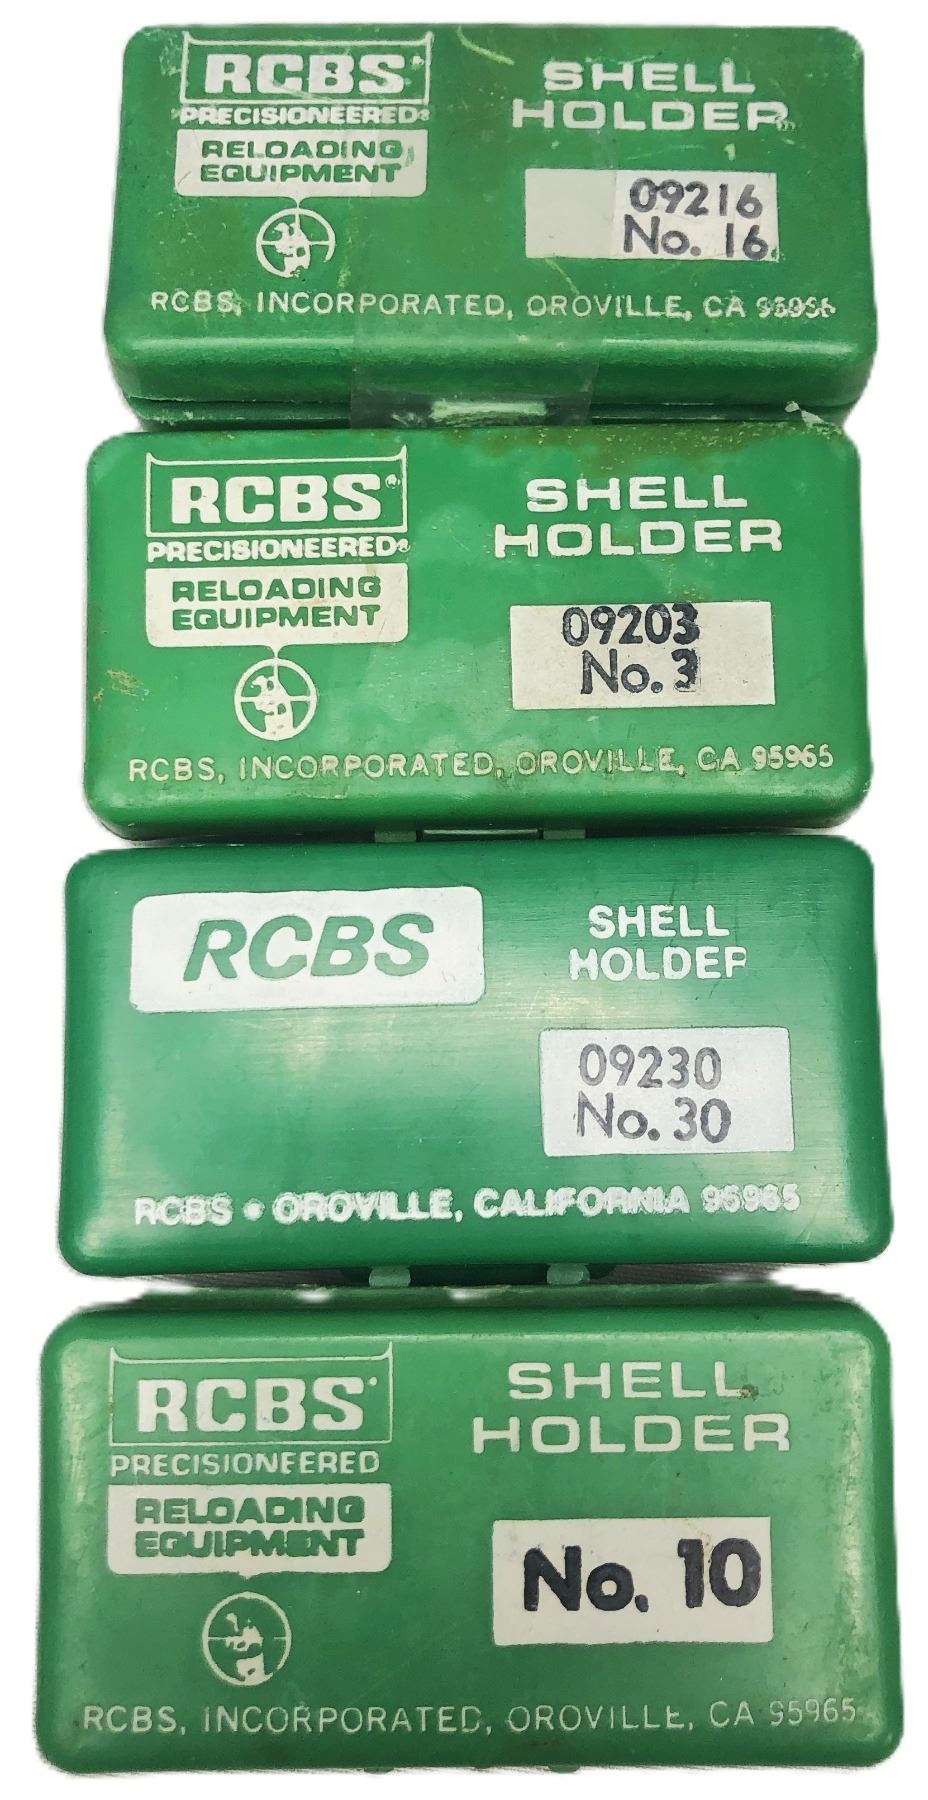 RCBS
PRECISIONEERED®
RELOADING
EQUIPMENT
SHELL
HOLDER
09216
No. 16
RCBS, INCORPORATED, OROVILLE, CA 95965
RCBS®
PRECISIONEERED®
RELOADING
EQUIPMENT
SHELL
HOLDER
09203
No. 3
RCBS, INCORPORATED, OROVILLE, CA 95965
RCBS
SHELL
HOLDER
09230
No. 30
RCBS • OROVILLE, CALIFORNIA 95965
RCBS
PRECISIONEERED
RELOADING
EQUIPMENT
SHELL
HOLDER
No. 10
RCBS, INCORPORATED, OROVILLE, CA 95965